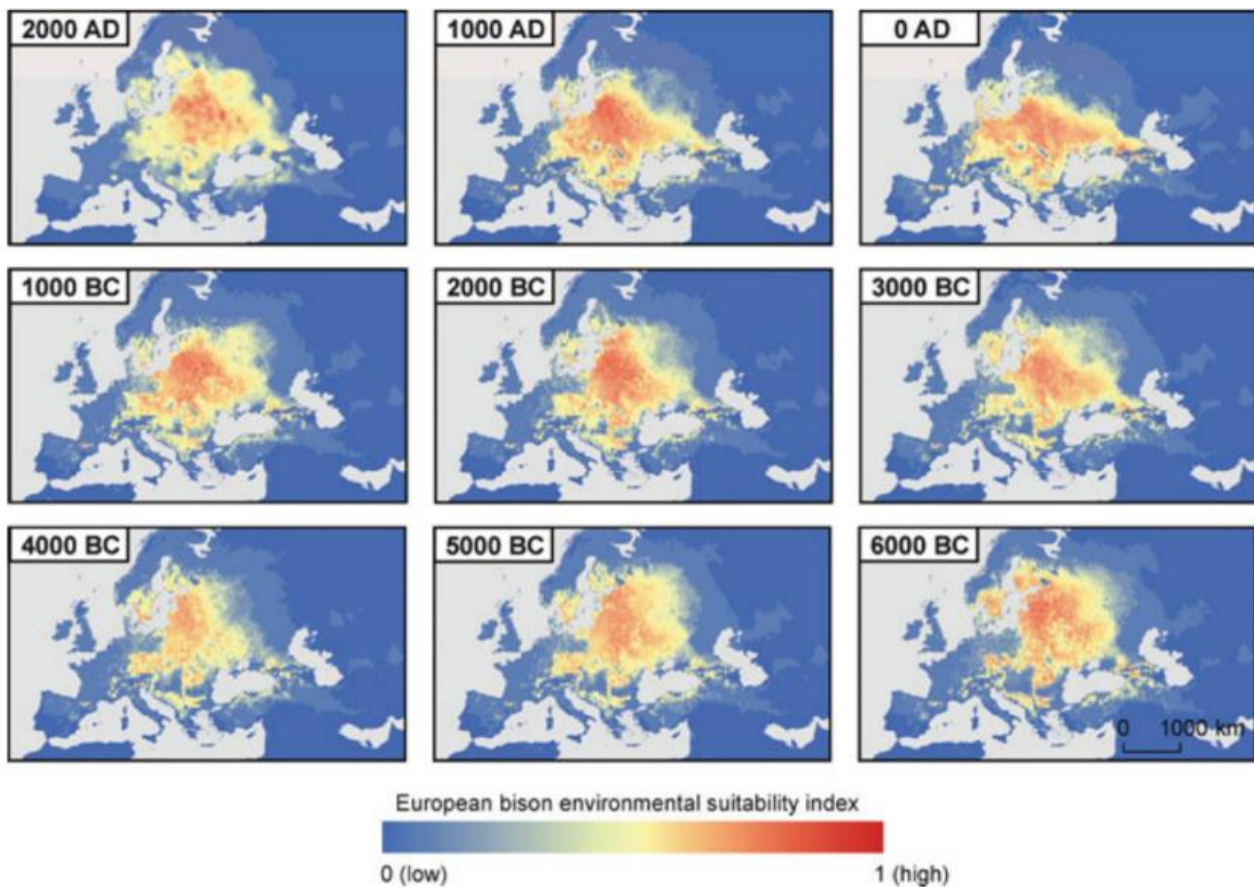 2000 AD
1000 AD
0 AD
1000 BC
2000 BC
3000 BC
4000 BC
5000 BC
6000 BC
0 1000 km
European bison environmental suitability index
0 (low)
1 (high)